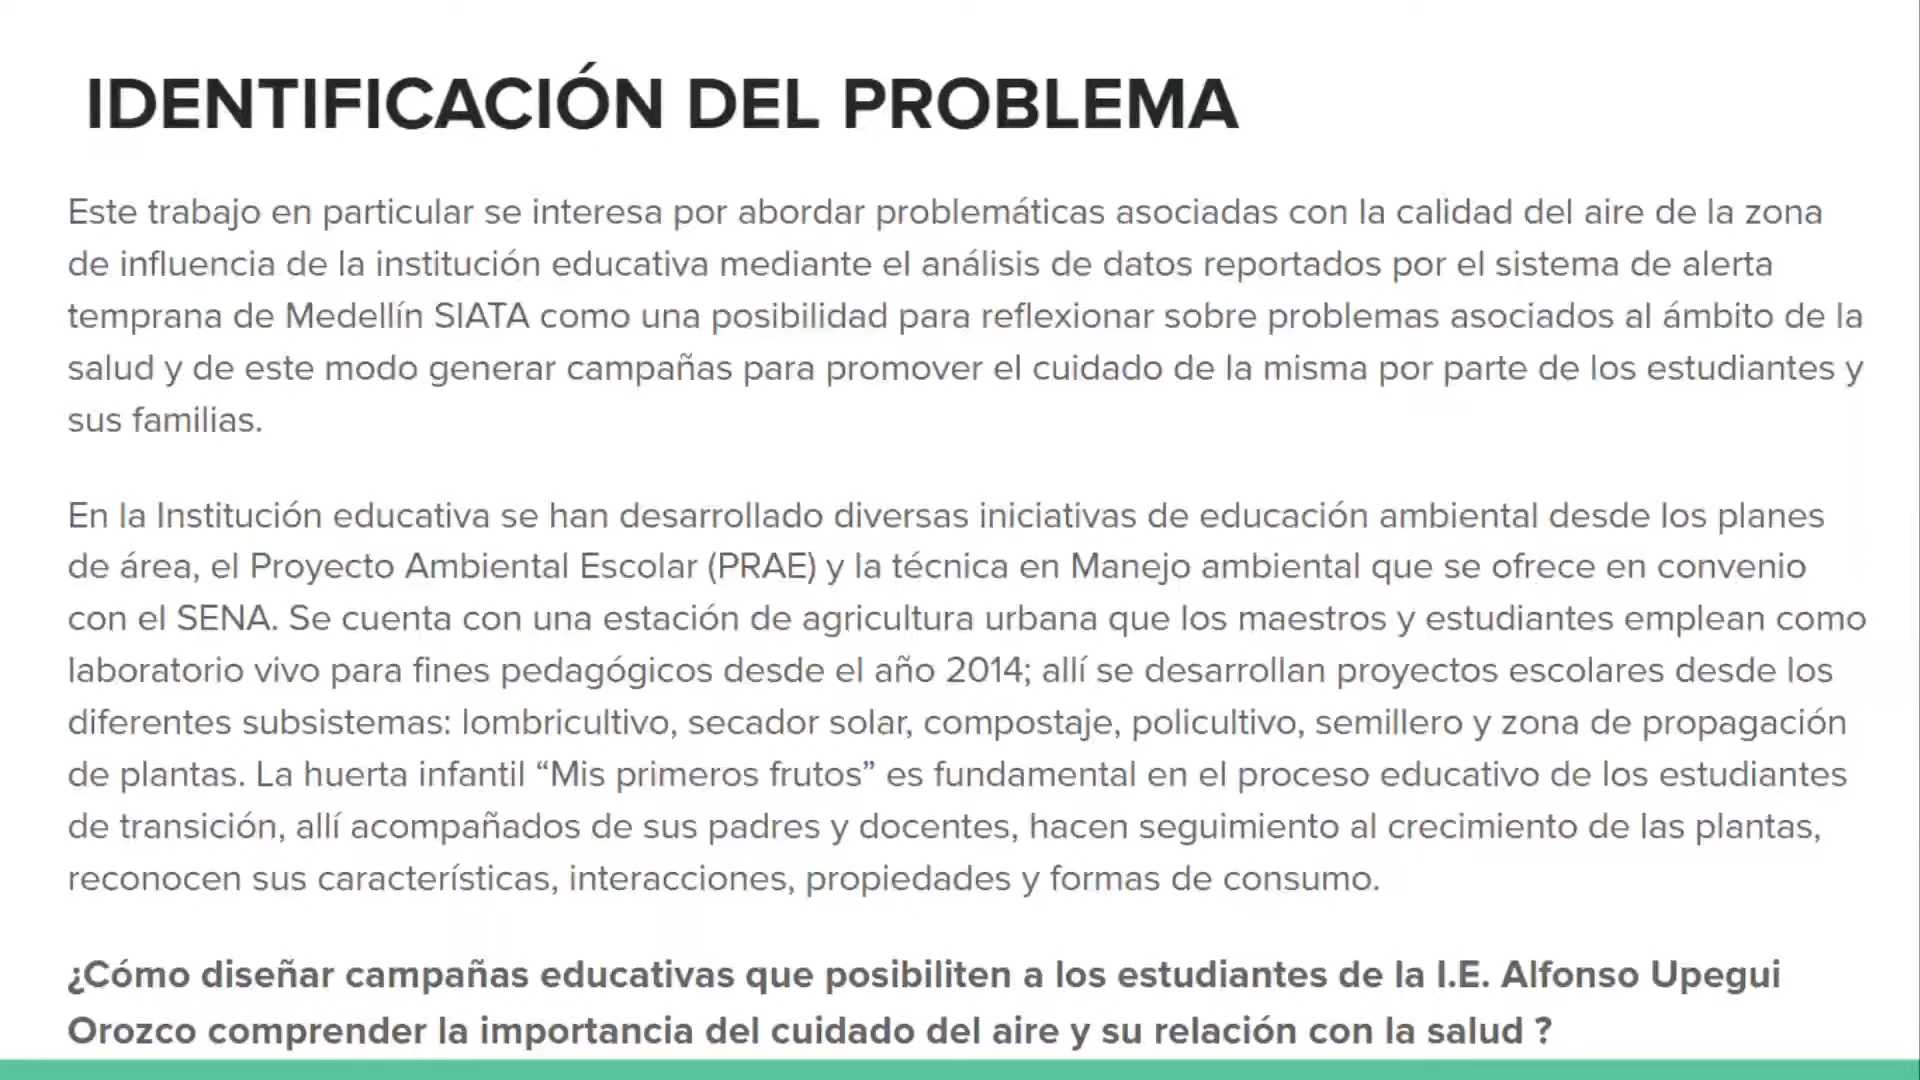 IDENTIFICACIÓN DEL PROBLEMA
Este trabajo en particular se interesa por abordar problemáticas asociadas con la calidad del aire de la zona
de influencia de la institución educativa mediante el análisis de datos reportados por el sistema de alerta
temprana de Medellín SIATA como una posibilidad para reflexionar sobre problemas asociados al ámbito de la
salud y de este modo generar campañas para promover el cuidado de la misma por parte de los estudiantes y
sus familias.
En la Institución educativa se han desarrollado diversas iniciativas de educación ambiental desde los planes
de área, el Proyecto Ambiental Escolar (PRAE) y la técnica en Manejo ambiental que se ofrece en convenio
con el SENA. Se cuenta con una estación de agricultura urbana que los maestros y estudiantes emplean como
laboratorio vivo para fines pedagógicos desde el año 2014; allí se desarrollan proyectos escolares desde los
diferentes subsistemas: lombricultivo, secador solar, compostaje, policultivo, semillero y zona de propagación
de plantas. La huerta infantil “Mis primeros frutos” es fundamental en el proceso educativo de los estudiantes
de transición, allí acompañados de sus padres y docentes, hacen seguimiento al crecimiento de las plantas,
reconocen sus características, interacciones, propiedades y formas de consumo.
¿Cómo diseñar campañas educativas que posibiliten a los estudiantes de la I.E. Alfonso Upegui
Orozco comprender la importancia del cuidado del aire y su relación con la salud ?